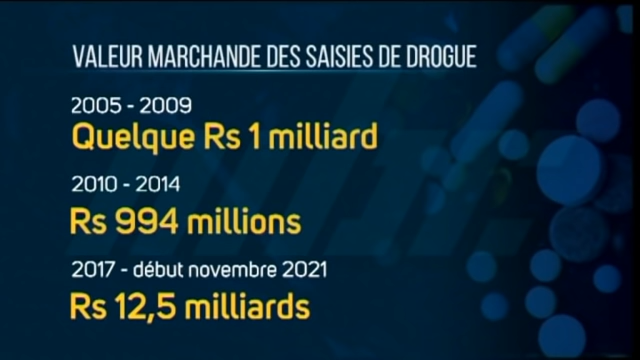 VALEUR MARCHANDE DES SAISIES DE DROGUE
2005 - 2009
Quelque Rs 1 milliard
2010 - 2014
Rs 994 millions
2017 - début novembre 2021
Rs 12,5 milliards